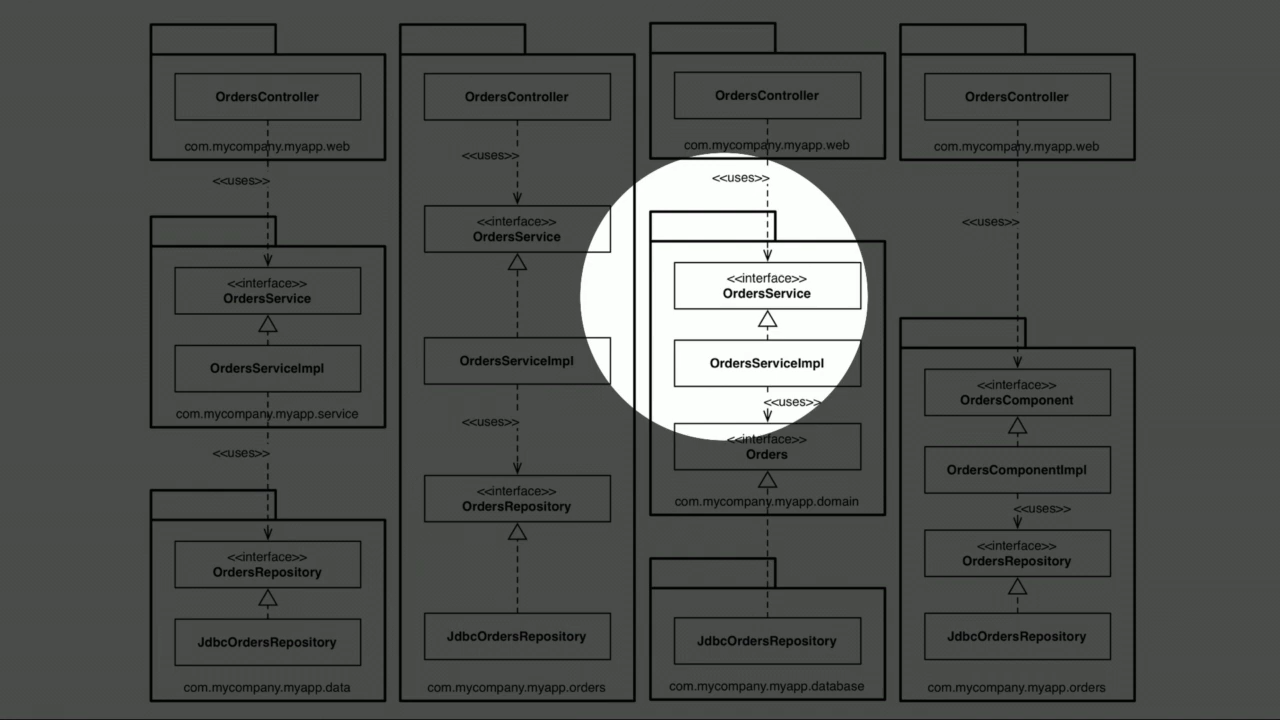 OrdersController
com.mycompany.myapp.web
<<uses>>
<<interface>>
OrdersService
OrdersServiceImpl
com.mycompany.myapp.service
<<uses>>
<<interface>>
OrdersRepository
JdbcOrdersRepository
com.mycompany.myapp.data
OrdersController
<<uses>>
<<interface>>
OrdersService
OrdersServiceImpl
<<uses>>
<<interface>>
OrdersRepository
JdbcOrdersRepository
com.mycompany.myapp.orders
OrdersController
com.mycompany.myapp.web
<<uses>>
<<interface>>
OrdersService
OrdersServiceImpl
<<uses>>
<<interface>>
Orders
com.mycompany.myapp.domain
JdbcOrdersRepository
com.mycompany.myapp.database
OrdersController
com.mycompany.myapp.web
<<uses>>
<<interface>>
OrdersComponent
OrdersComponentImpl
<<uses>>
<<interface>>
OrdersRepository
JdbcOrdersRepository
com.mycompany.myapp.orders